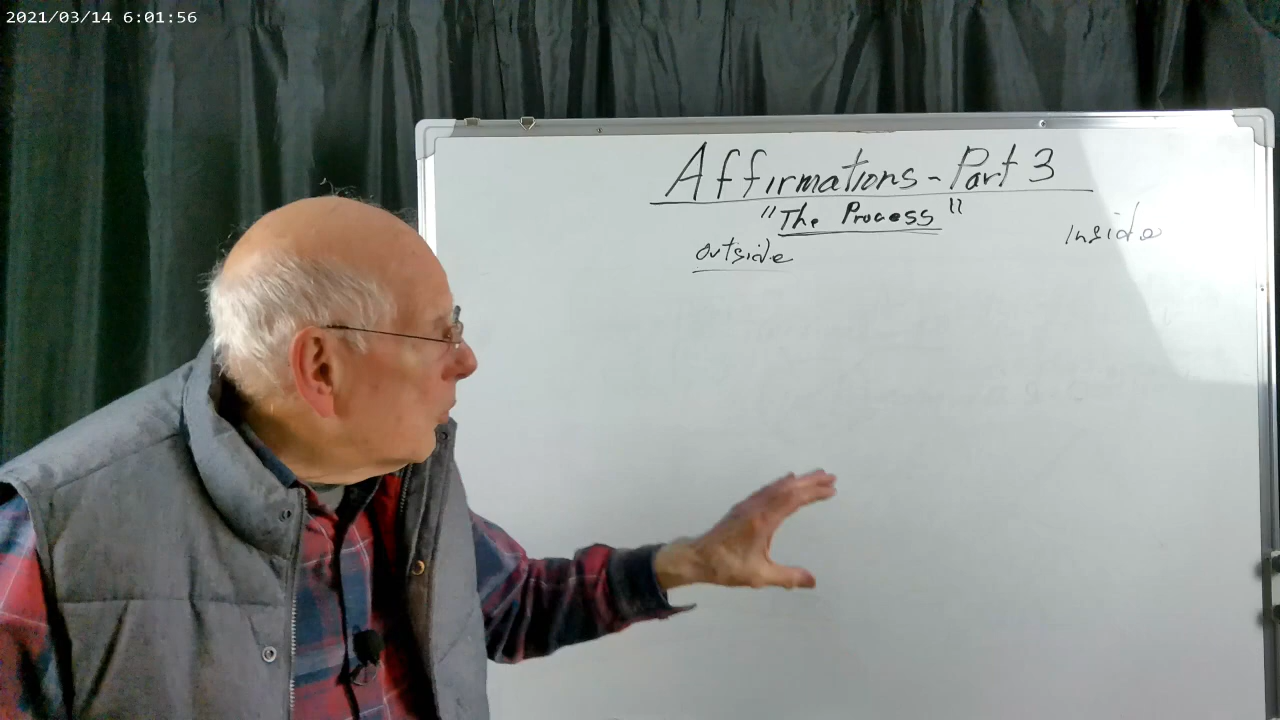 2021/03/14 6:01:56
Affirmations - Part 3
"The Process"
outside
Inside